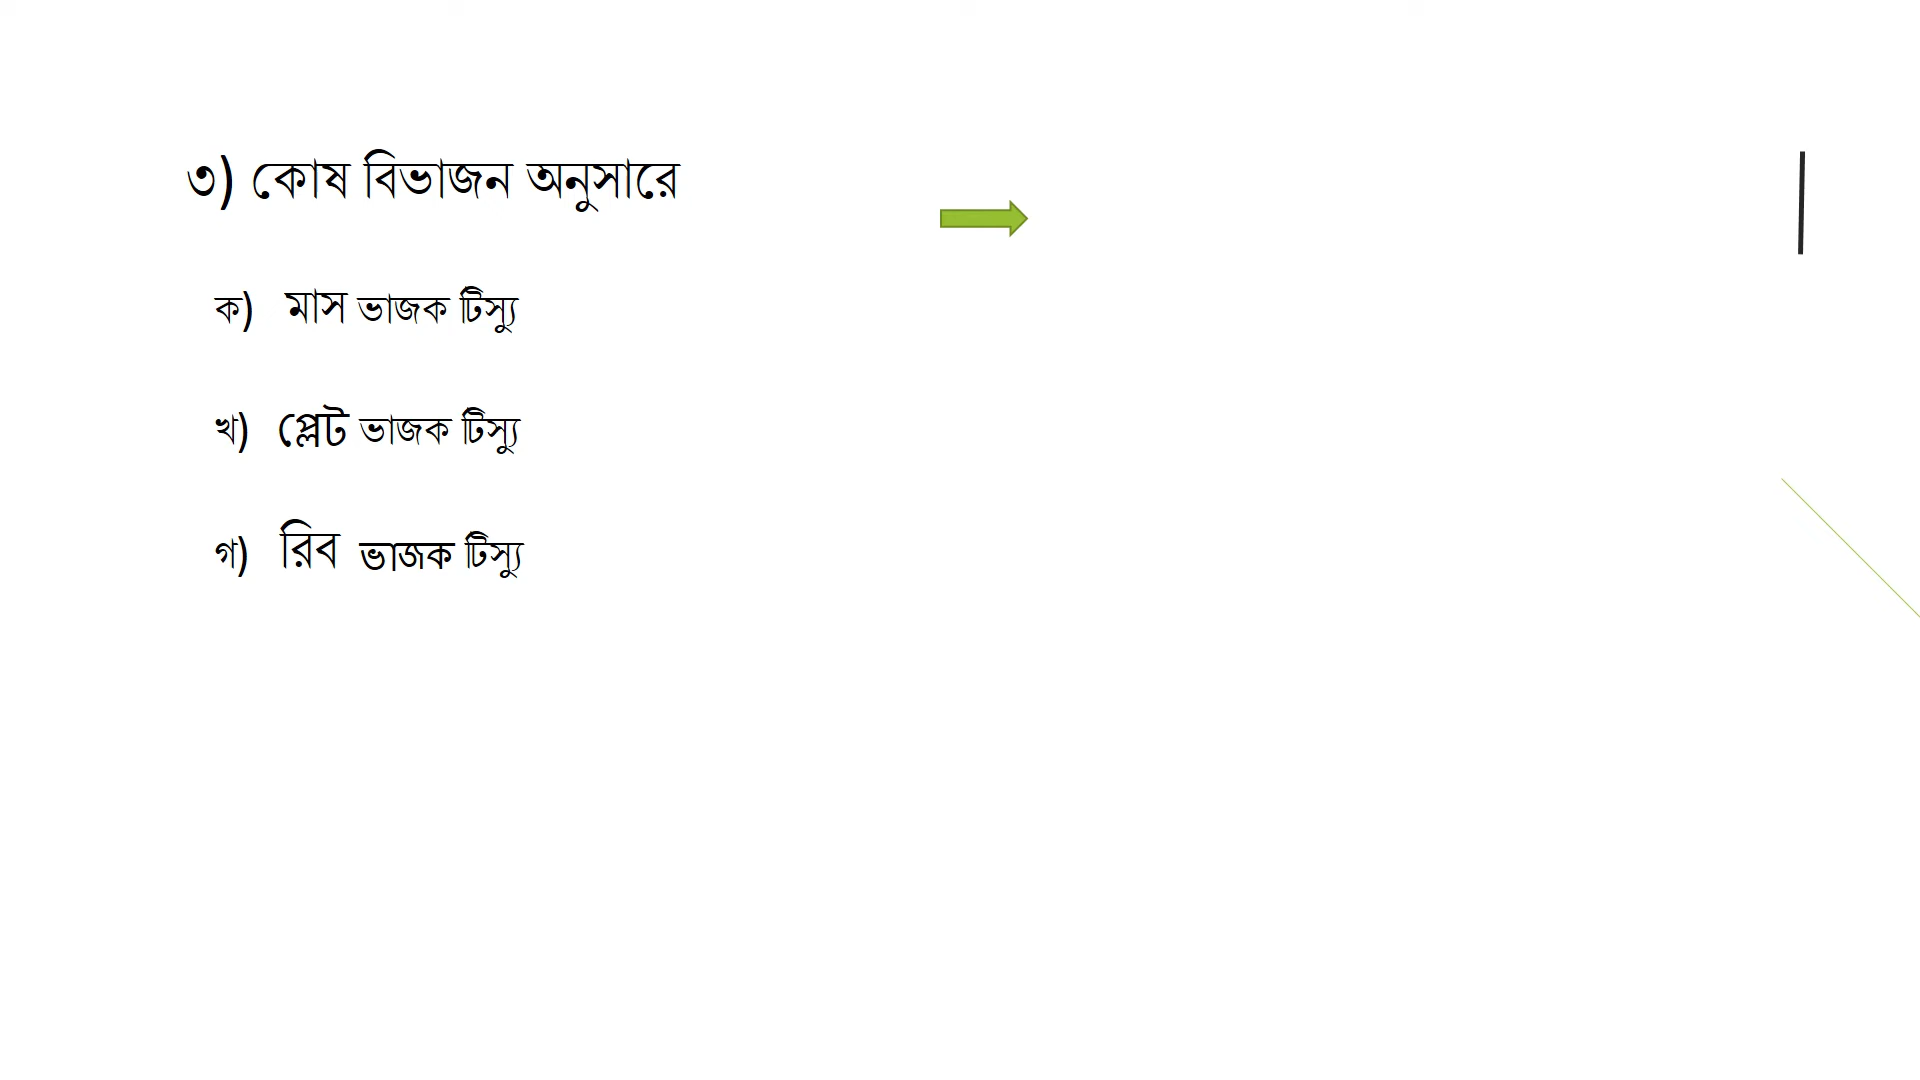 ৩) কোষ বিভাজন অনুসারে
ক) মাস ভাজক টিস্যু
খ) প্লেট ভাজক টিস্যু
গ) রিব ভাজক টিস্যু